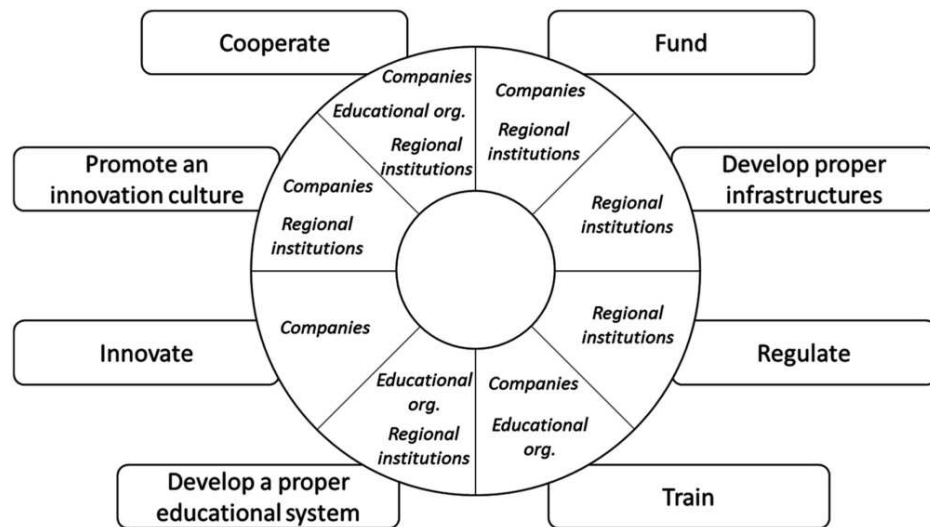 Cooperate
Fund
Companies
Educational org.
Regional
institutions
Companies
Regional
institutions
Promote an
innovation culture
Develop proper
infrastructures
Companies
Regional
institutions
Regional
institutions
Innovate
Companies
Regional
institutions
Regulate
Educational
org.
Regional
institutions
Companies
Educational
org.
Develop a proper
educational system
Train